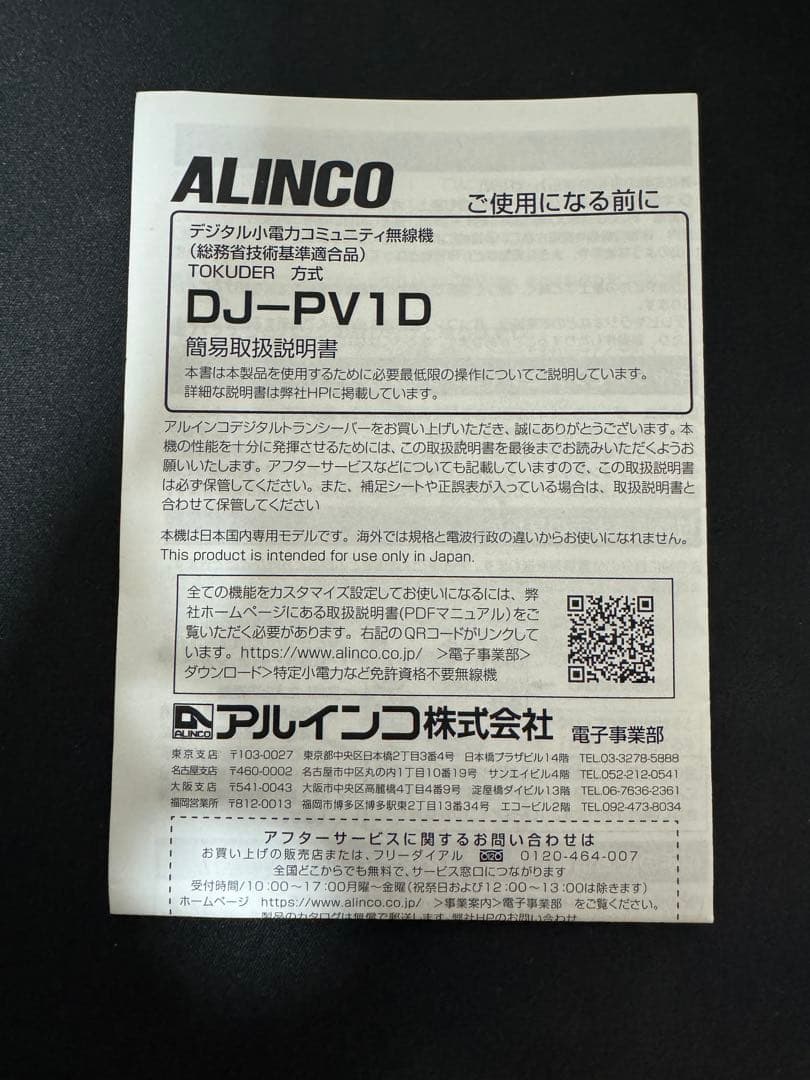 ALINCO
ご使用になる前に
デジタル小電力コミュニティ無線機
(総務省技術基準適合品)
TOKUDER 方式
DJ-PV1D
簡易取扱説明書
本書は本製品を使用するために必要最低限の操作についてご説明しています。
詳細な説明書は弊社HPに掲載しています。
アルインコデジタルトランシーバーをお買い上げいただき、誠にありがとうございます。本
機の性能を十分に発揮させるためには、この取扱説明書を最後までお読みいただくようお
願いいたします。アフターサービスなどについても記載していますので、この取扱説明書
は必ず保管してください。また、補足シートや正誤表が入っている場合は、取扱説明書と
合わせて保管してください
本機は日本国内専用モデルです。海外では規格と電波行政の違いからお使いになれません。
This product is intended for use only in Japan.
全ての機能をカスタマイズ設定してお使いになるには、弊
社ホームページにある取扱説明書(PDFマニュアル)をご
覧いただく必要があります。右記のQRコードがリンクして
います。https://www.alinco.co.jp/ >電子事業部>
ダウンロード>特定小電力など免許資格不要無線機
ALINCO アルインコ株式会社 電子事業部
東京支店 〒103-0027 東京都中央区日本橋2丁目3番4号 日本橋プラザビル14階 TEL.03-3278-5888
名古屋支店 〒460-0002 名古屋市中区丸の内1丁目10番19号 サンエイビル4階 TEL.052-212-0541
大阪支店 〒541-0043 大阪市中央区高麗橋4丁目4番9号 淀屋橋ダイビル13階 TEL.06-7636-2361
福岡営業所 〒812-0013 福岡市博多区博多駅東2丁目13番34号 エコービル2階 TEL.092-473-8034
アフターサービスに関するお問い合わせは
お買い上げの販売店または、フリーダイアル 0120-464-007
全国どこからでも無料で、サービス窓口につながります
受付時間/10:00~17:00月曜~金曜(祝祭日および12:00~13:00は除きます)
ホームページ https://www.alinco.co.jp/ >事業案内>電子事業部 をご覧ください。
製品のカタログは無償で郵送します。弊社HPのお問い合わせ